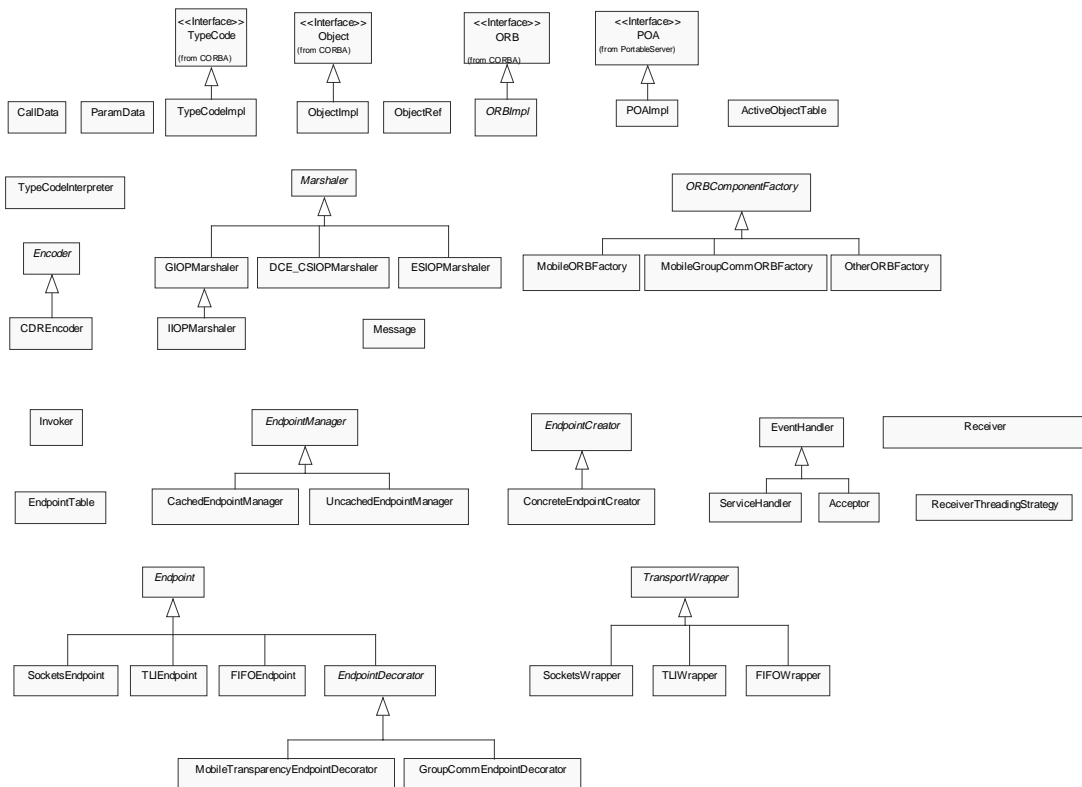 <<Interface>>
TypeCode
(from CORBA)
<<Interface>>
Object
(from CORBA)
<<Interface>>
ORB
(from CORBA)
<<Interface>>
POA
(from PortableServer)
CallData
ParamData
TypeCodeImpl
ObjectImpl
ObjectRef
ORBImpl
POAImpl
ActiveObjectTable
TypeCodeInterpreter
Marshaler
ORBComponentFactory
Encoder
GIOPMarshaler
DCE_CSIOPMarshaler
ESIOPMarshaler
MobileORBFactory
MobileGroupCommORBFactory
OtherORBFactory
CDREncoder
IIOPMarshaler
Message
Invoker
EndpointManager
EndpointCreator
EventHandler
Receiver
EndpointTable
CachedEndpointManager
UncachedEndpointManager
ConcreteEndpointCreator
ServiceHandler
Acceptor
ReceiverThreadingStrategy
Endpoint
TransportWrapper
SocketsEndpoint
TLIEndpoint
FIFOEndpoint
EndpointDecorator
SocketsWrapper
TLIWrapper
FIFOWrapper
MobileTransparencyEndpointDecorator
GroupCommEndpointDecorator